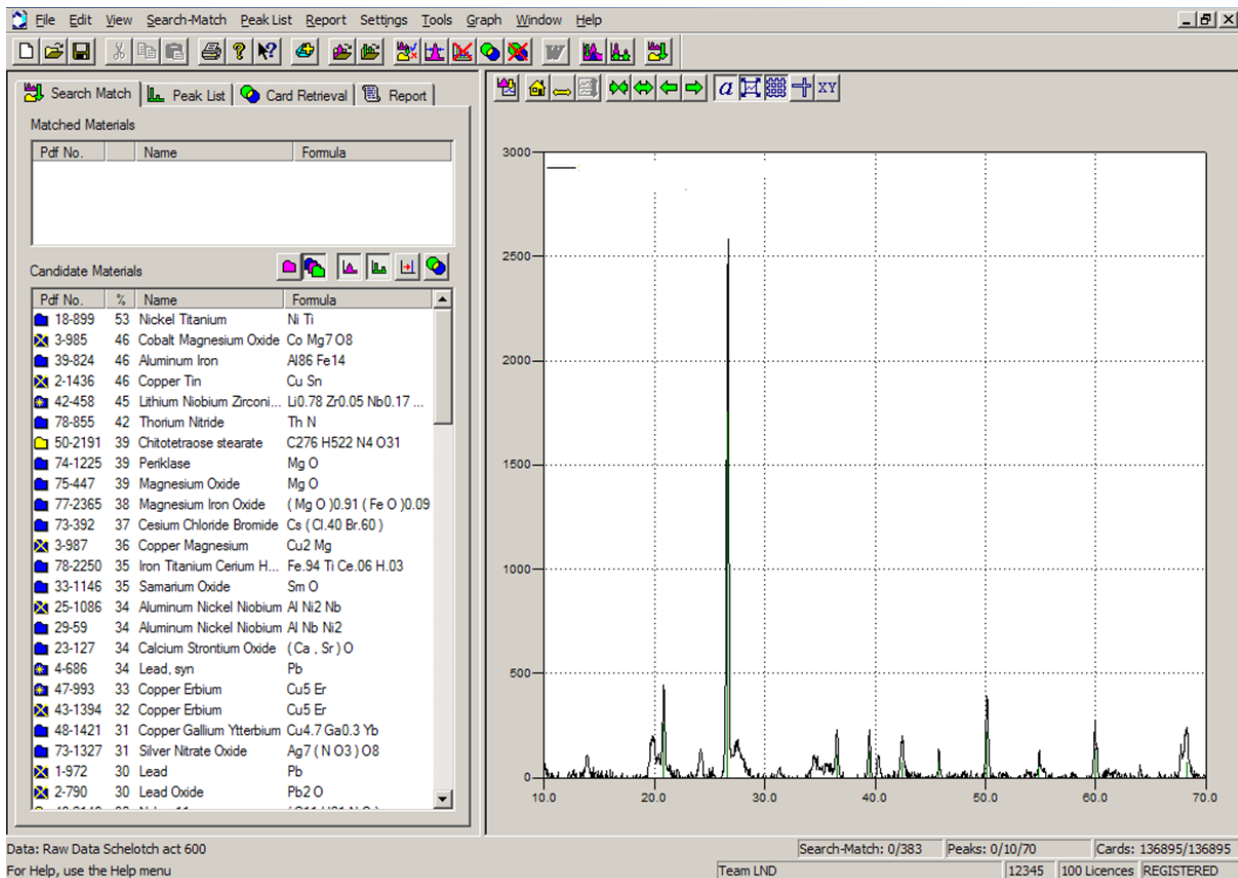 File Edit View Search-Match Peak List Report Settings Tools Graph Window Help
Search Match Peak List Card Retrieval Report
Matched Materials
Pdf No. Name Formula
Candidate Materials
Pdf No. % Name Formula
18-899 53 Nickel Titanium Ni Ti
3-985 46 Cobalt Magnesium Oxide Co Mg7 O8
39-824 46 Aluminum Iron Al86 Fe14
2-1436 46 Copper Tin Cu Sn
42-458 45 Lithium Niobium Zirconi... Li0.78 Zr0.05 Nb0.17 ...
78-855 42 Thorium Nitride Th N
50-2191 39 Chitotetraose stearate C276 H522 N4 O31
74-1225 39 Periklase Mg O
75-447 39 Magnesium Oxide Mg O
77-2365 38 Magnesium Iron Oxide ( Mg O )0.91 ( Fe O )0.09
73-392 37 Cesium Chloride Bromide Cs ( Cl.40 Br.60 )
3-987 36 Copper Magnesium Cu2 Mg
78-2250 35 Iron Titanium Cerium H... Fe.94 Ti Ce.06 H.03
33-1146 35 Samarium Oxide Sm O
25-1086 34 Aluminum Nickel Niobium Al Ni2 Nb
29-59 34 Aluminum Nickel Niobium Al Nb Ni2
23-127 34 Calcium Strontium Oxide ( Ca , Sr ) O
4-686 34 Lead, syn Pb
47-993 33 Copper Erbium Cu5 Er
43-1394 32 Copper Erbium Cu5 Er
48-1421 31 Copper Gallium Ytterbium Cu4.7 Ga0.3 Yb
73-1327 31 Silver Nitrate Oxide Ag7 ( N O3 ) O8
1-972 30 Lead Pb
2-790 30 Lead Oxide Pb2 O
a XY
3000
2500
2000
1500
1000
500
0
10.0 20.0 30.0 40.0 50.0 60.0 70.0
Data: Raw Data Schelotch act 600 Search-Match: 0/383 Peaks: 0/10/70 Cards: 136895/136895
For Help, use the Help menu Team LND 12345 100 Licences REGISTERED